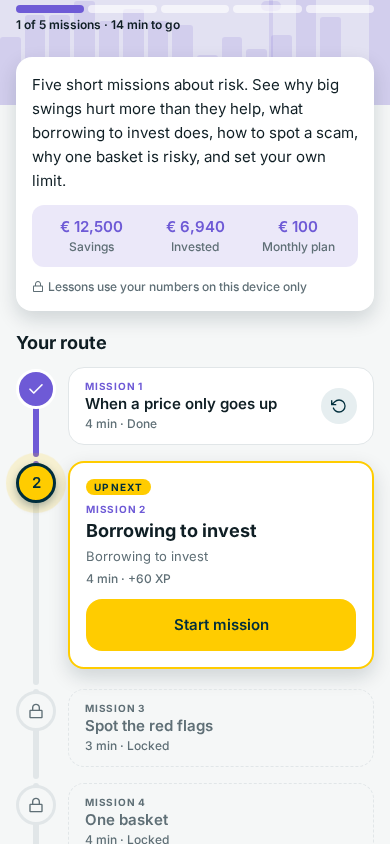 1 of 5 missions · 14 min to go
Five short missions about risk. See why big
swings hurt more than they help, what
borrowing to invest does, how to spot a scam,
why one basket is risky, and set your own
limit.
€ 12,500 € 6,940 € 100
Savings Invested Monthly plan
Lessons use your numbers on this device only
Your route
MISSION 1
When a price only goes up
4 min · Done
2
UP NEXT
MISSION 2
Borrowing to invest
Borrowing to invest
4 min · +60 XP
Start mission
MISSION 3
Spot the red flags
3 min · Locked
MISSION 4
One basket
4 min · Locked